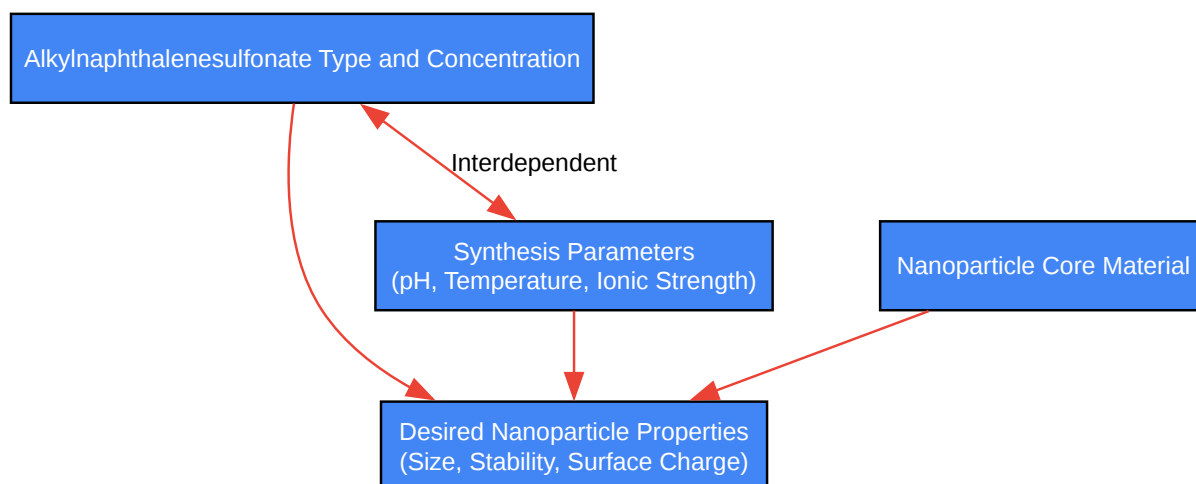 Alkylnaphthalenesulfonate Type and Concentration
Interdependent
Synthesis Parameters
(pH, Temperature, Ionic Strength)
Nanoparticle Core Material
Desired Nanoparticle Properties
(Size, Stability, Surface Charge)